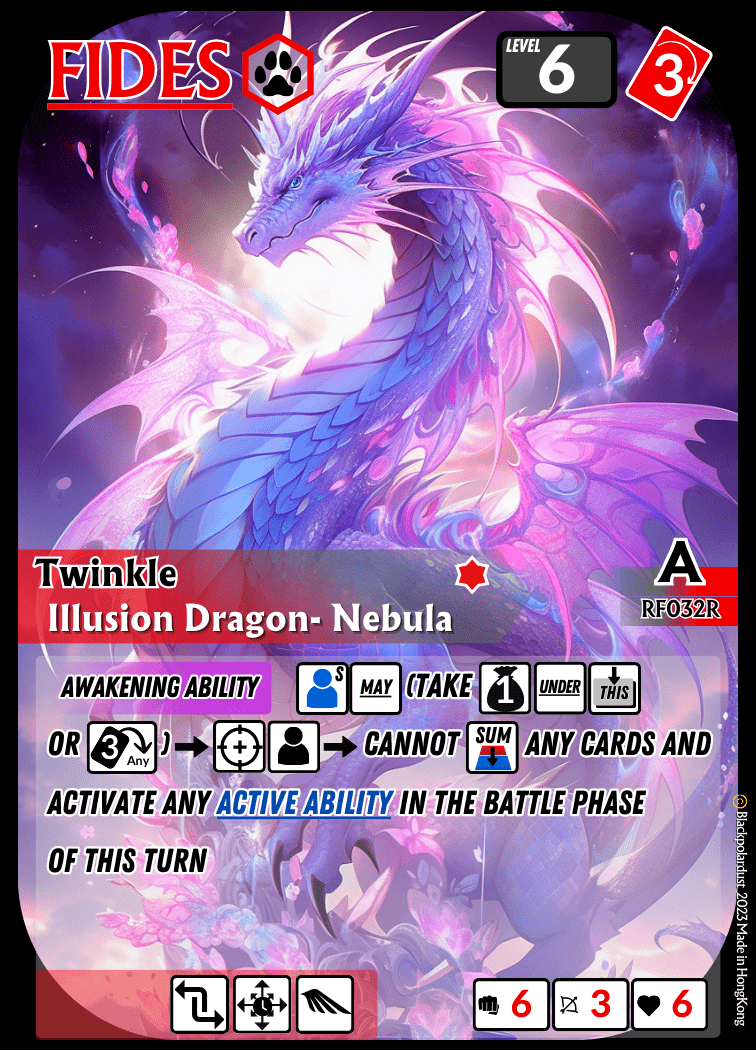 FIDES
LEVEL
6
3
Twinkle
Illusion Dragon- Nebula
A
RF032R
AWAKENING ABILITY S MAY (TAKE 1 UNDER THIS
OR 3 Any ) CANNOT SUM ANY CARDS AND
ACTIVATE ANY ACTIVE ABILITY IN THE BATTLE PHASE
OF THIS TURN
6 3 6
© Blackpolardust 2023 Made in HongKong